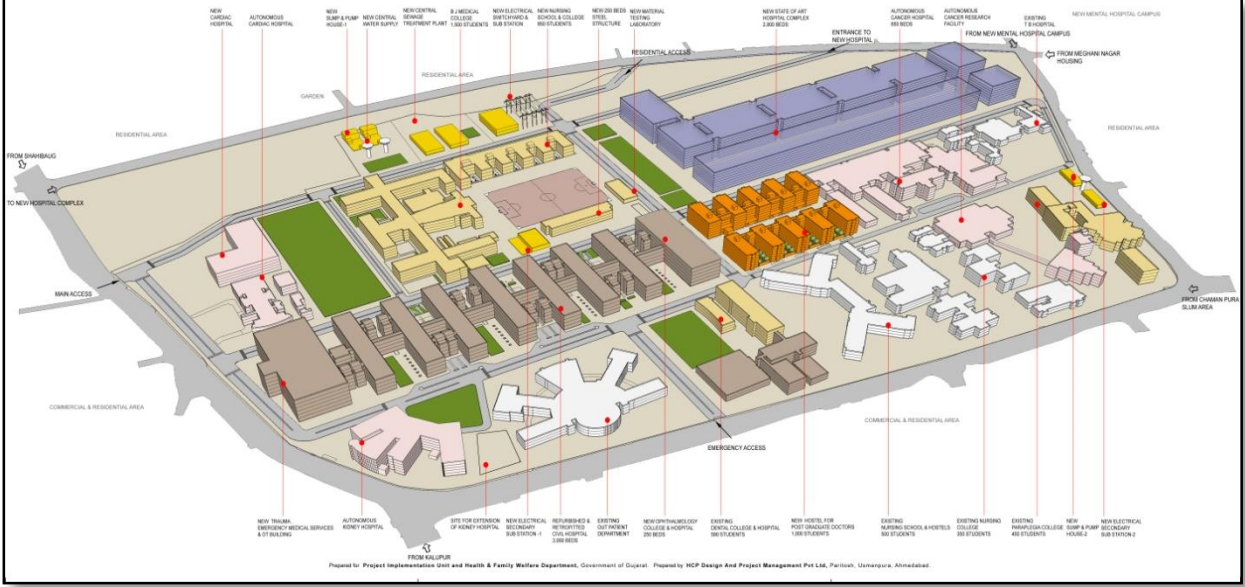 NEW
CARDIAC
HOSPITAL
AUTONOMOUS
CARDIAC HOSPITAL
NEW
SUMP & PUMP
HOUSE-1
NEW CENTRAL
WATER SUPPLY
NEW CENTRAL
SEWAGE
TREATMENT PLANT
B J MEDICAL
COLLEGE
1,500 STUDENTS
NEW ELECTRICAL
SWITCHYARD &
SUB STATION
NEW NURSING
SCHOOL & COLLEGE
NEW 250 BEDS
STEEL
STRUCTURE
NEW MATERIAL
TESTING
LABORATORY
NEW STATE OF ART
HOSPITAL COMPLEX
2,800 BEDS
AUTONOMOUS
CANCER HOSPITAL
650 BEDS
AUTONOMOUS
CANCER RESEARCH
FACILITY
EXISTING
T B HOSPITAL
NEW MENTAL HOSPITAL CAMPUS
ENTRANCE TO
NEW HOSPITAL
FROM NEW MENTAL HOSPITAL CAMPUS
RESIDENTIAL ACCESS
FROM MEGHANI NAGAR
HOUSING
RESIDENTIAL AREA
GARDEN
RESIDENTIAL AREA
RESIDENTIAL AREA
FROM SHAHIBAUG
TO NEW HOSPITAL COMPLEX
MAIN ACCESS
FROM CHAMAN PURA
SLUM AREA
COMMERCIAL & RESIDENTIAL AREA
COMMERCIAL & RESIDENTIAL AREA
EMERGENCY ACCESS
NEW TRAUMA,
EMERGENCY MEDICAL SERVICES
& OT BUILDING
AUTONOMOUS
KIDNEY HOSPITAL
SITE FOR EXTENSION
OF KIDNEY HOSPITAL
NEW ELECTRICAL
SECONDARY
SUB STATION -1
REFURBISHED &
RETROFITTED
CIVIL HOSPITAL
EXISTING
OUT PATIENT
DEPARTMENT
NEW OPHTHALMOLOGY
COLLEGE & HOSPITAL
250 BEDS
EXISTING
DENTAL COLLEGE & HOSPITAL
NEW HOSTEL FOR
POST GRADUATE DOCTORS
1,000 STUDENTS
EXISTING
NURSING SCHOOL & HOSTELS
500 STUDENTS
EXISTING NURSING
COLLEGE
EXISTING
PARAPLEGIA COLLEGE
450 STUDENTS
NEW
SUMP & PUMP
HOUSE-2
NEW ELECTRICAL
SECONDARY
SUB STATION-2
FROM KALUPUR
Prepared for Project Implementation Unit and Health & Family Welfare Department, Government of Gujarat. Prepared by HCP Design And Project Management Pvt Ltd, Paritosh, Usmanpura, Ahmedabad.